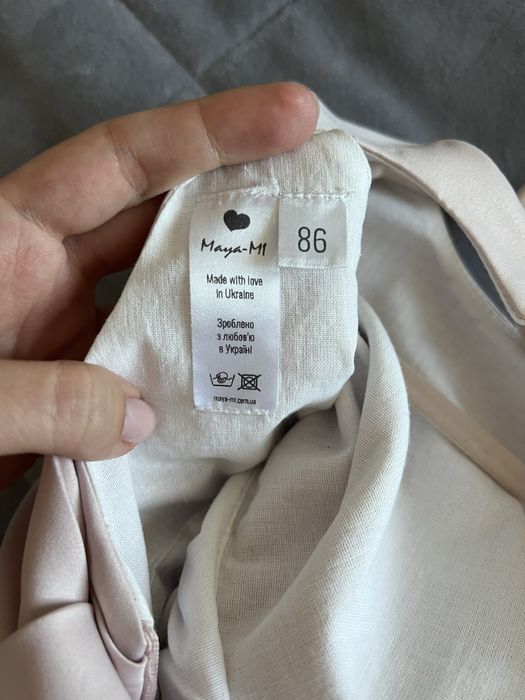 Maya-MI
86
Made with love
in Ukraine
Зроблено
з любов'ю
в Україні
maya-mi.com.ua